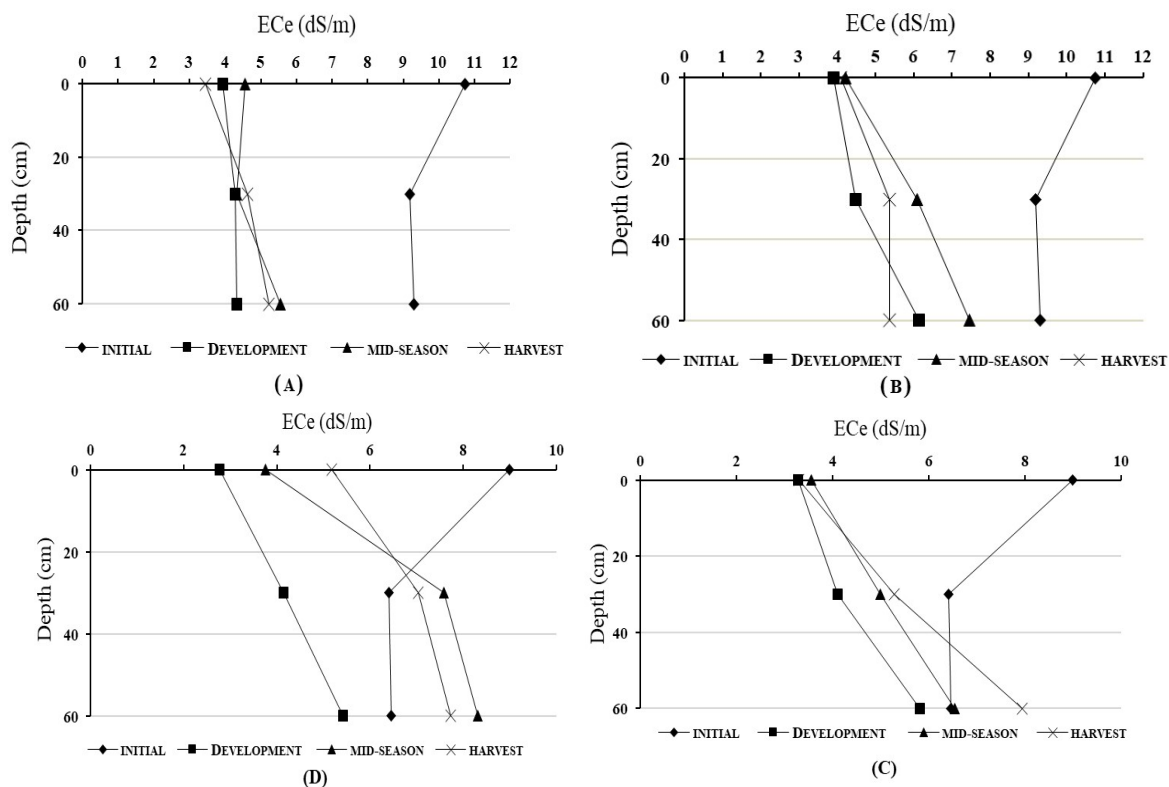 ECe (dS/m)
0 1 2 3 4 5 6 7 8 9 10 11 12
Depth (cm)
0
20
40
60
INITIAL DEVELOPMENT MID-SEASON HARVEST
(A)
ECe (dS/m)
0 1 2 3 4 5 6 7 8 9 10 11 12
Depth (cm)
0
20
40
60
INITIAL DEVELOPMENT MID-SEASON HARVEST
(B)
ECe (dS/m)
0 2 4 6 8 10
Depth (cm)
0
20
40
60
INITIAL DEVELOPMENT MID-SEASON HARVEST
(D)
ECe (dS/m)
0 2 4 6 8 10
Depth (cm)
0
20
40
60
INITIAL DEVELOPMENT MID-SEASON HARVEST
(C)